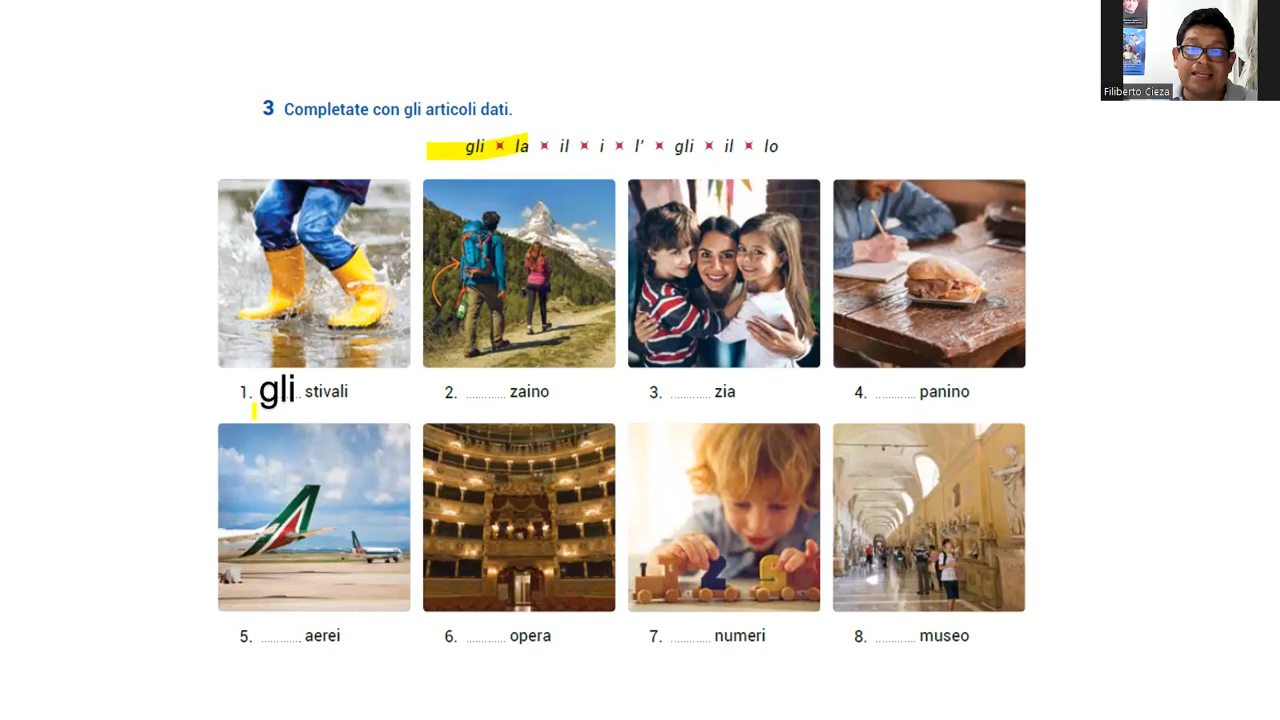 Filiberto Cieza
3 Completate con gli articoli dati.
gli ✶ la ✶ il ✶ i ✶ l' ✶ gli ✶ il ✶ lo
1. gli stivali
2. ............ zaino
3. ............ zia
4. ............ panino
5. ............ aerei
6. ............ opera
7. ............ numeri
8. ............ museo